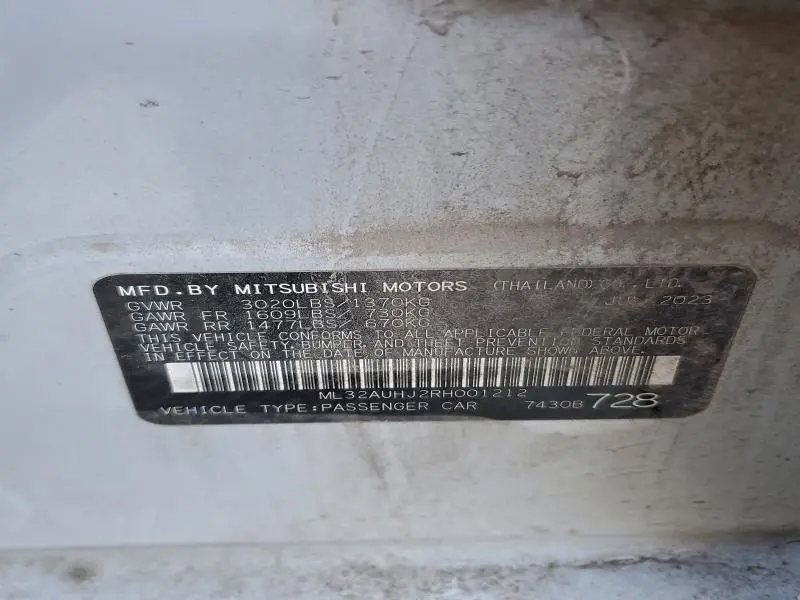 MFD.BY MITSUBISHI MOTORS (THAILAND) CO.,LTD.
GVWR 3020LBS/1370KG JUL 2023
GAWR FR 1609LBS/ 730KG
GAWR RR 1477LBS/ 670KG
THIS VEHICLE CONFORMS TO ALL APPLICABLE FEDERAL MOTOR
VEHICLE SAFETY,BUMPER, AND THEFT PREVENTION STANDARDS
IN EFFECT ON THE DATE OF MANUFACTURE SHOWN ABOVE.
ML32AUHJ2RH001212
VEHICLE TYPE:PASSENGER CAR 7430B 728